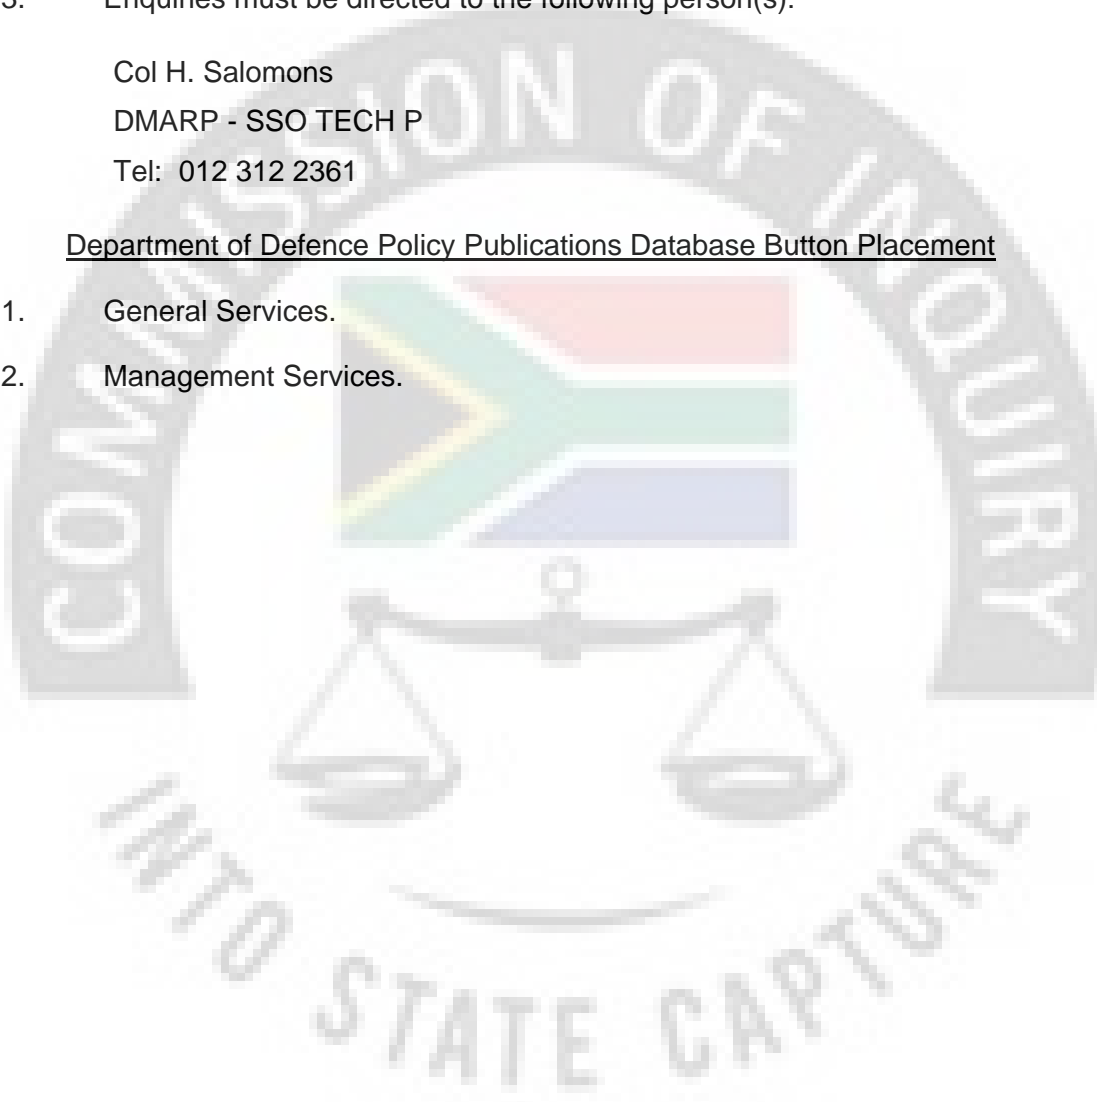 3. Enquiries must be directed to the following person(s):
Col H. Salomons
DMARP - SSO TECH P
Tel: 012 312 2361
Department of Defence Policy Publications Database Button Placement
1. General Services.
2. Management Services.
COMMISSION OF INQUIRY
INTO STATE CAPTURE